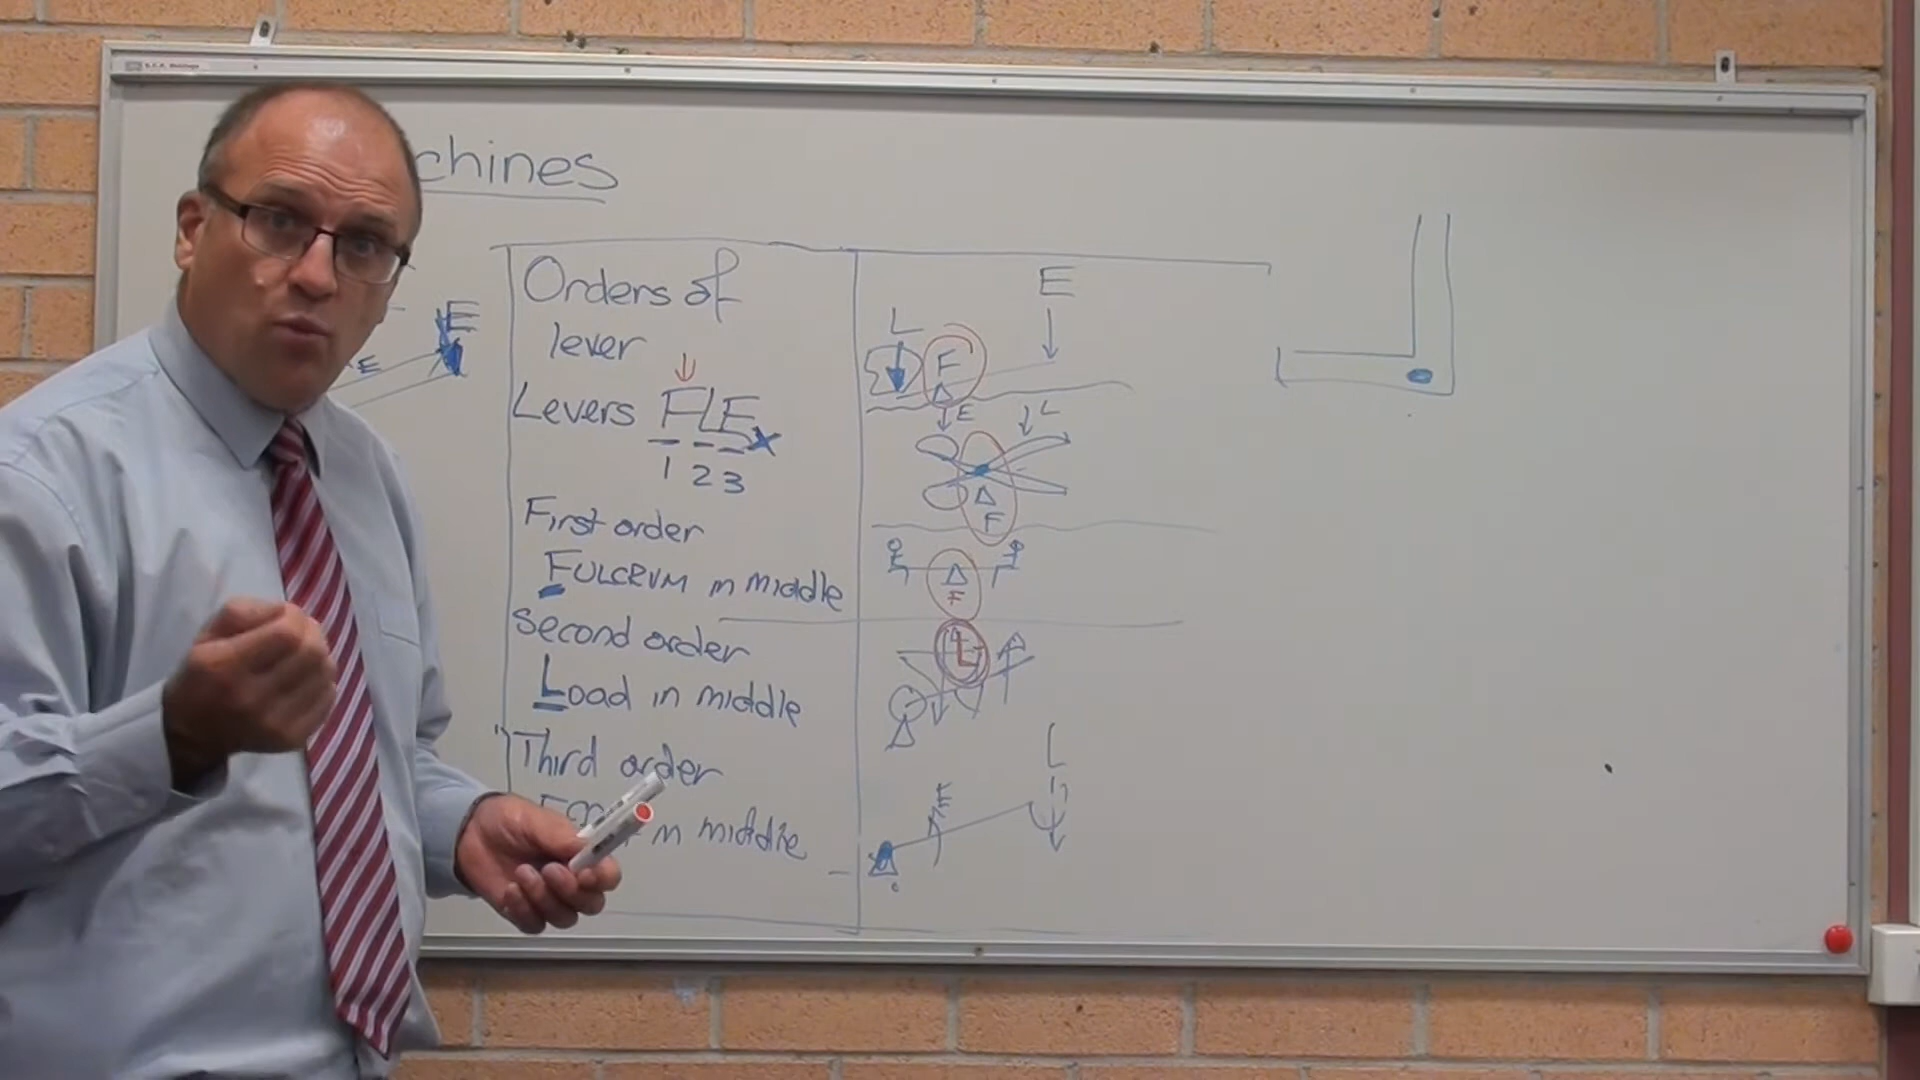 chines
E
E
Orders of
lever
Levers FLE
1 2 3
First order
FULCRUM in middle
Second order
Load in middle
Third order
in middle
E
L
F
E L
F
F
L
L
E